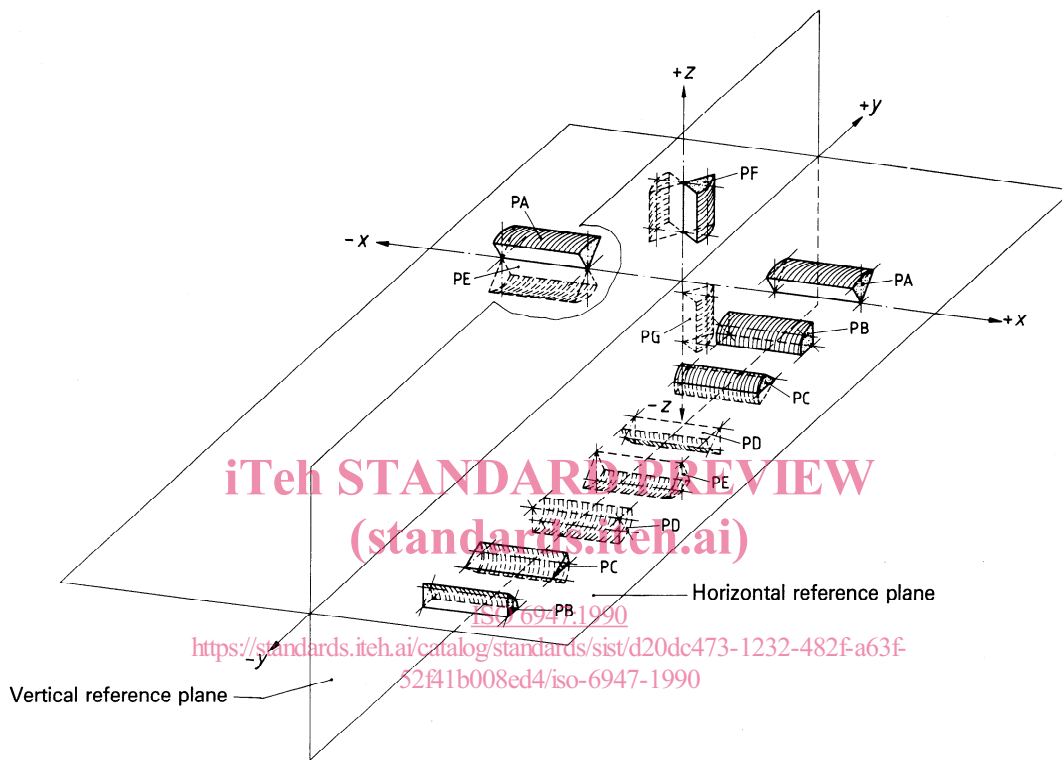 +z
+y
PF
PA
-x
PE
PA
+x
PG
PB
PC
-z
PD
iTeh STANDARD PREVIEW
PE
(standards.iteh.ai)
PD
PC
Horizontal reference plane
PB
ISO 6947:1990
https://standards.iteh.ai/catalog/standards/sist/d20dc473-1232-482f-a63f-
-y
52f41b008ed4/iso-6947-1990
Vertical reference plane